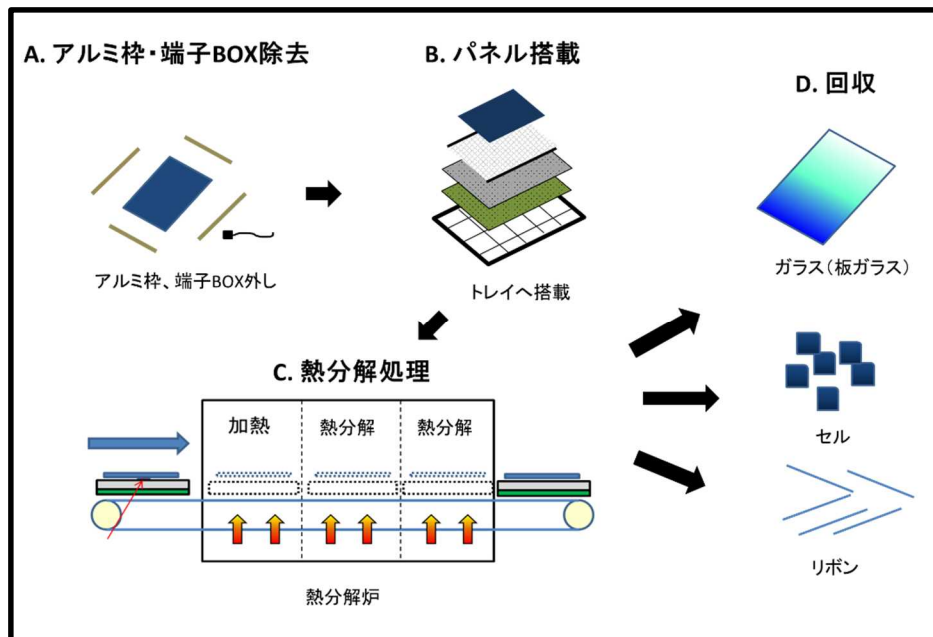 A. アルミ枠・端子BOX除去
アルミ枠、端子BOX外し
B. パネル搭載
トレイへ搭載
C. 熱分解処理
加熱
熱分解
熱分解
熱分解炉
D. 回収
ガラス(板ガラス)
セル
リボン